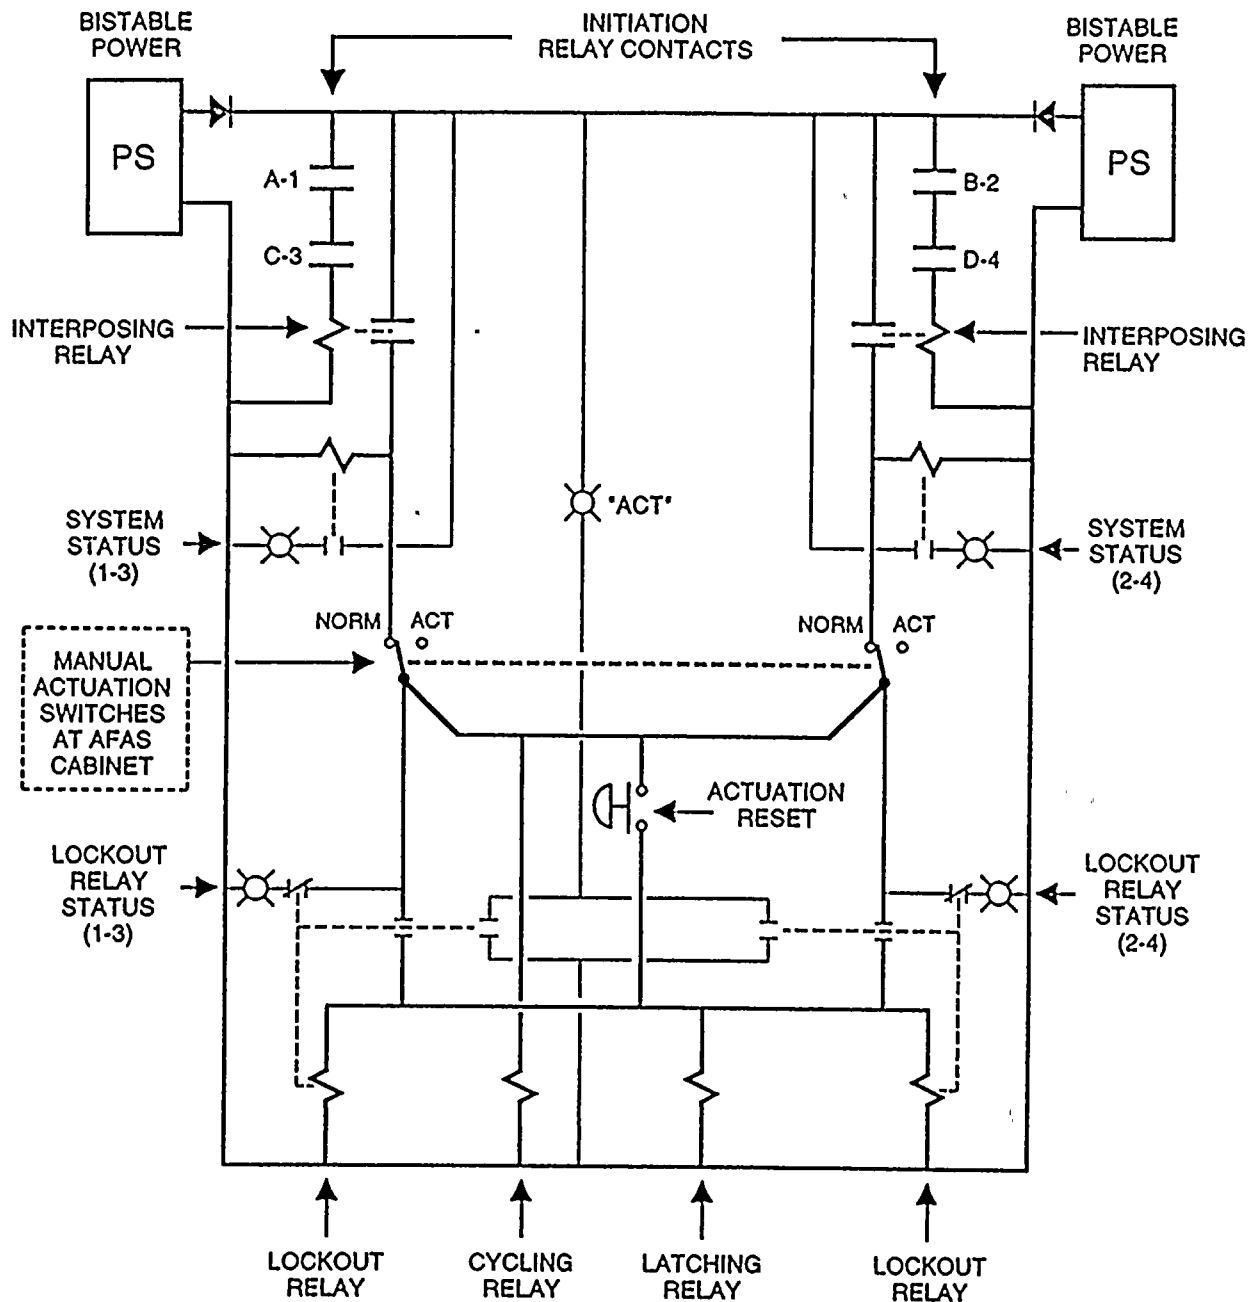 BISTABLE
POWER
INITIATION
RELAY CONTACTS
BISTABLE
POWER
PS
PS
A-1
B-2
C-3
D-4
INTERPOSING
RELAY
INTERPOSING
RELAY
"ACT"
SYSTEM
STATUS
(1-3)
SYSTEM
STATUS
(2-4)
NORM ACT
NORM ACT
MANUAL
ACTUATION
SWITCHES
AT AFAS
CABINET
ACTUATION
RESET
LOCKOUT
RELAY
STATUS
(1-3)
LOCKOUT
RELAY
STATUS
(2-4)
LOCKOUT
RELAY
CYCLING
RELAY
LATCHING
RELAY
LOCKOUT
RELAY